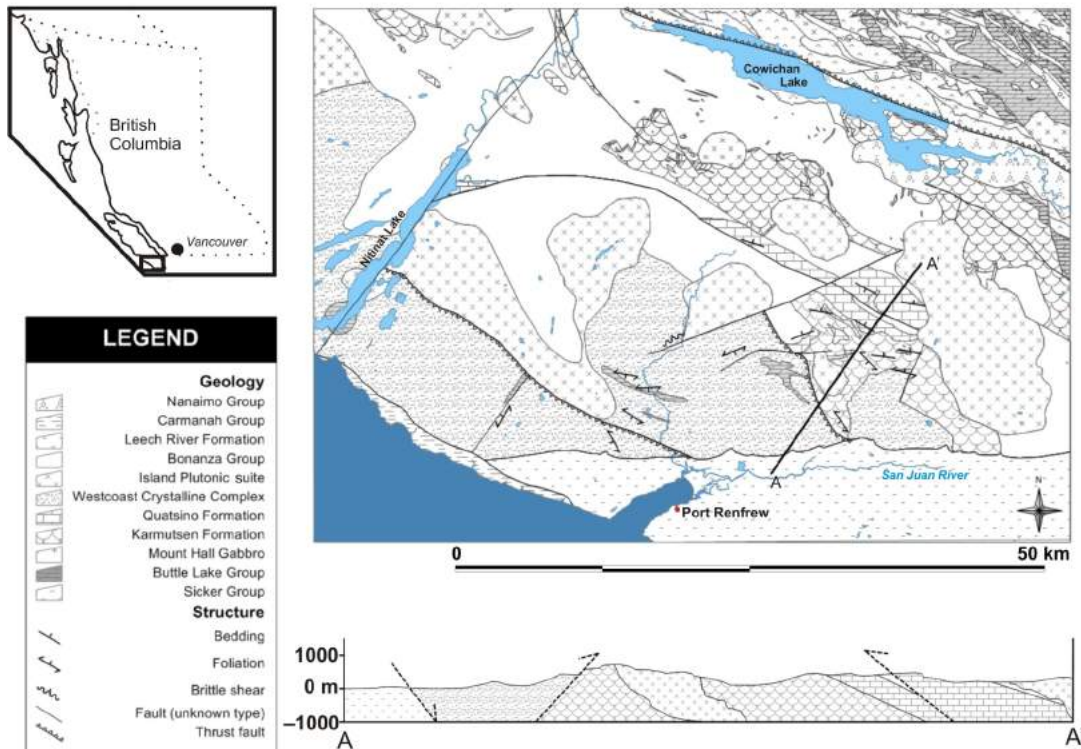 British
Columbia
Vancouver
Cowichan
Lake
Nitinat Lake
A'
A
San Juan River
N
Port Renfrew
0
50 km
LEGEND
Geology
Nanaimo Group
Carmanah Group
Leech River Formation
Bonanza Group
Island Plutonic suite
Westcoast Crystalline Complex
Quatsino Formation
Karmutsen Formation
Mount Hall Gabbro
Buttle Lake Group
Sicker Group
Structure
Bedding
Foliation
Brittle shear
Fault (unknown type)
Thrust fault
1000
0 m
–1000
1000
0
-1000
A
A'